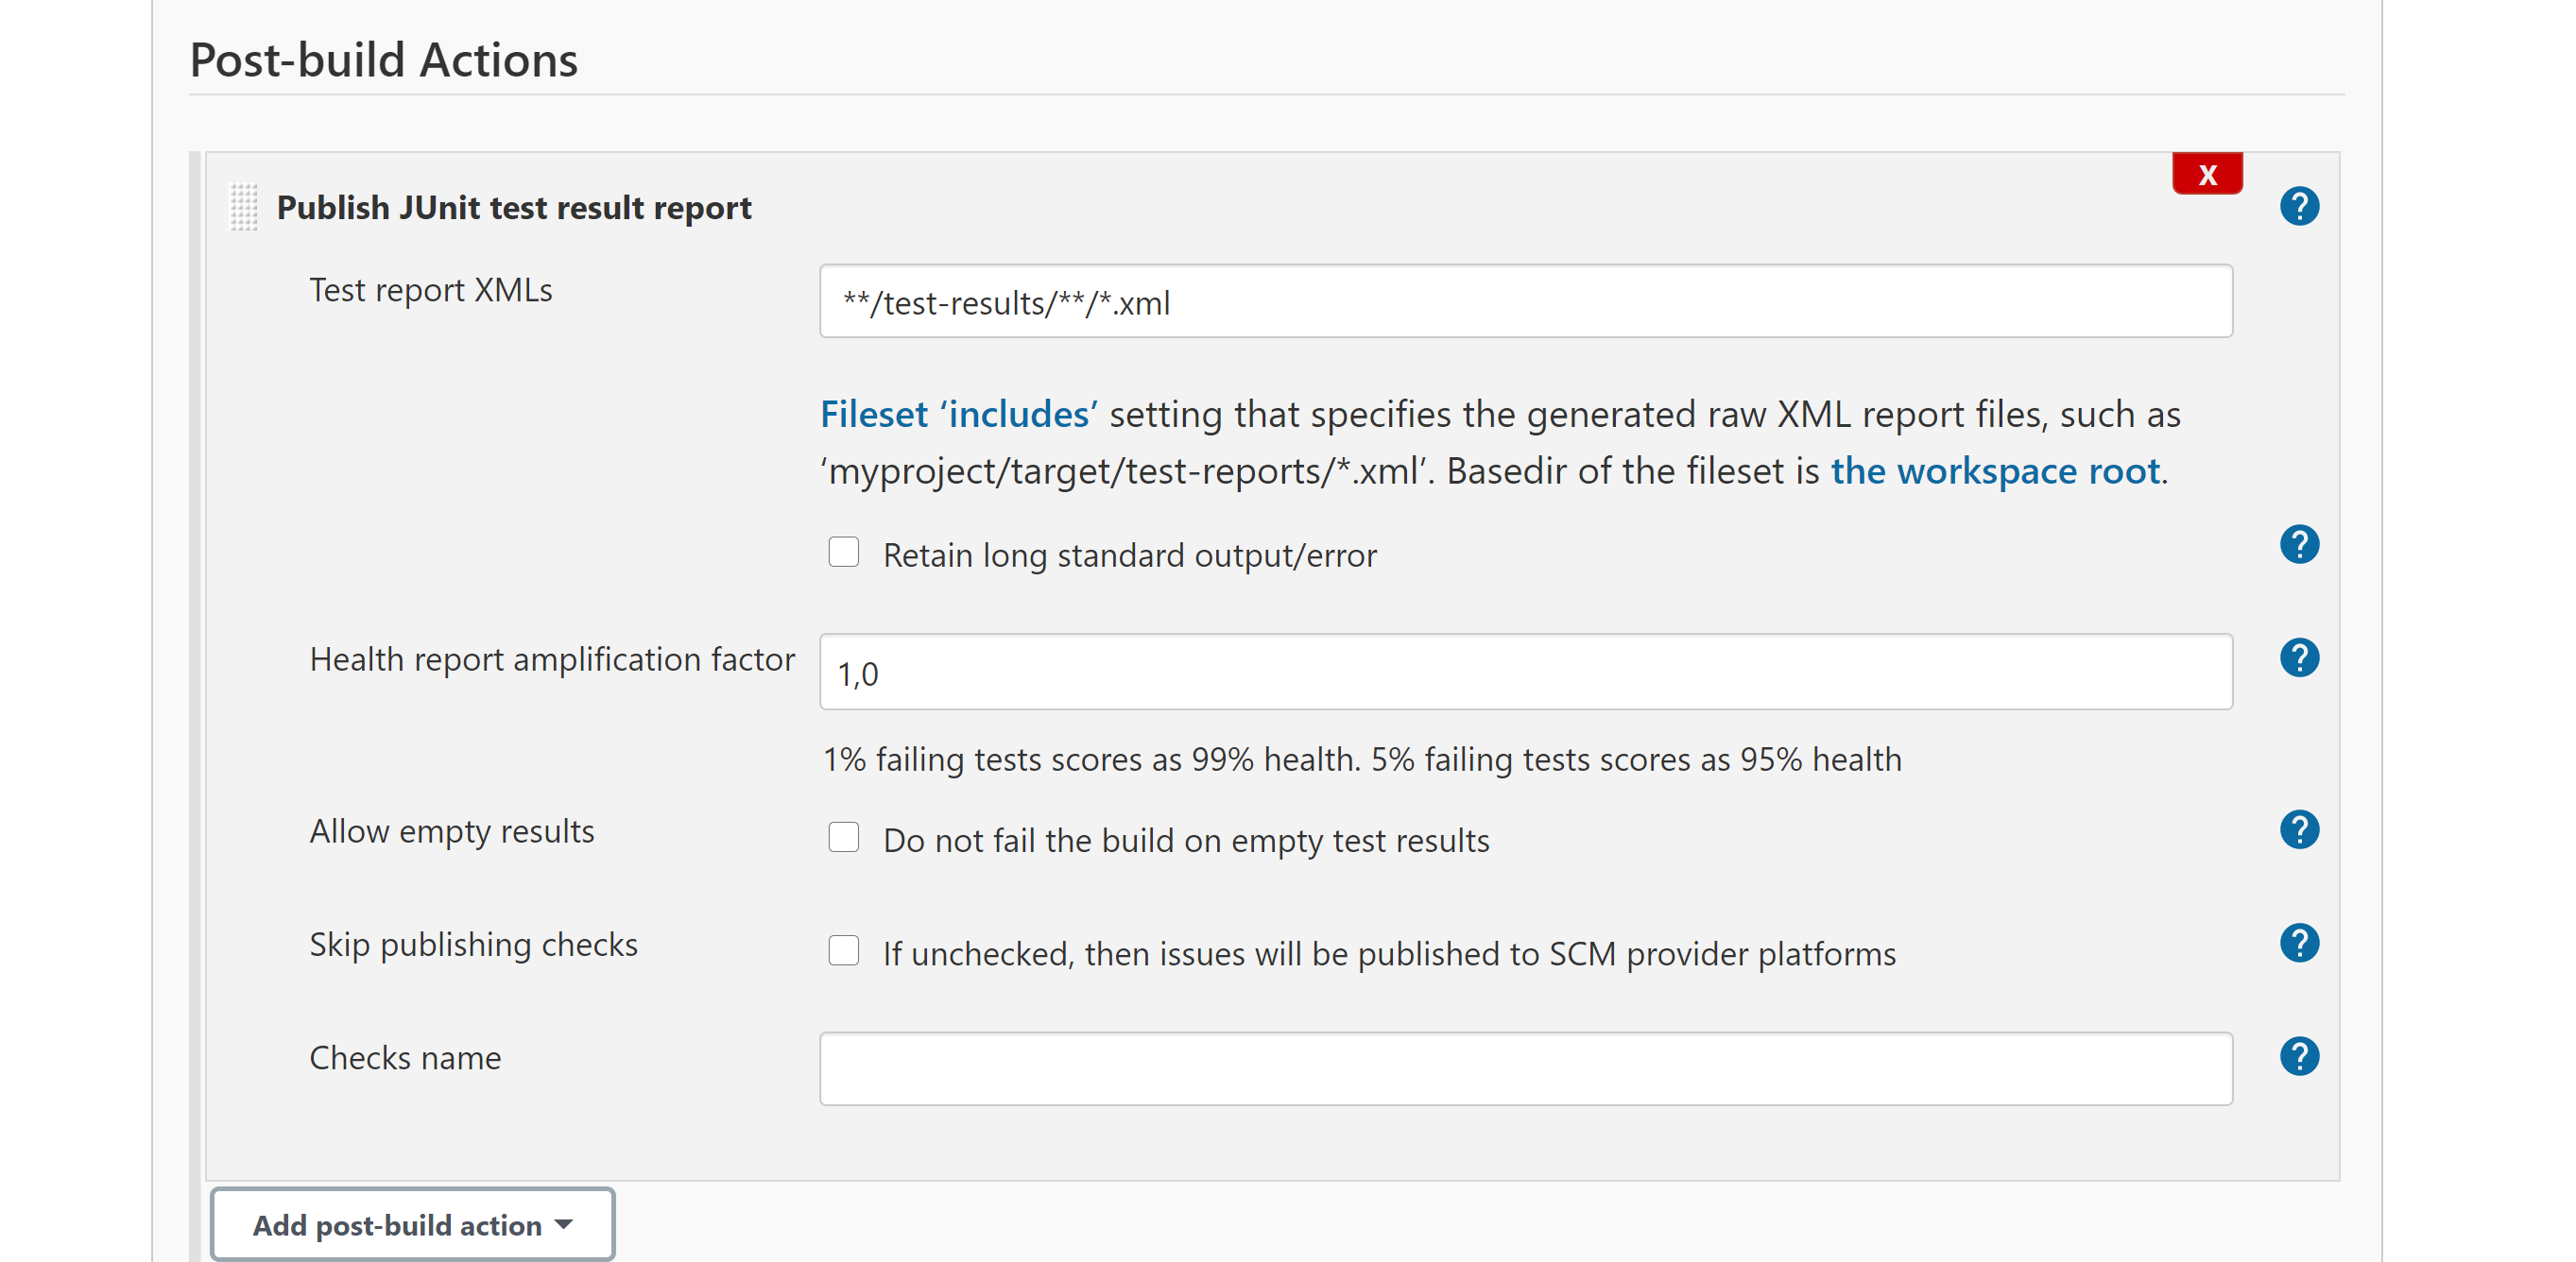 Post-build Actions
x
Publish JUnit test result report
?
Test report XMLs
**/test-results/**/*.xml
Fileset ‘includes’ setting that specifies the generated raw XML report files, such as
‘myproject/target/test-reports/*.xml’. Basedir of the fileset is the workspace root.
Retain long standard output/error
?
Health report amplification factor
1,0
?
1% failing tests scores as 99% health. 5% failing tests scores as 95% health
Allow empty results
Do not fail the build on empty test results
?
Skip publishing checks
If unchecked, then issues will be published to SCM provider platforms
?
Checks name
?
Add post-build action